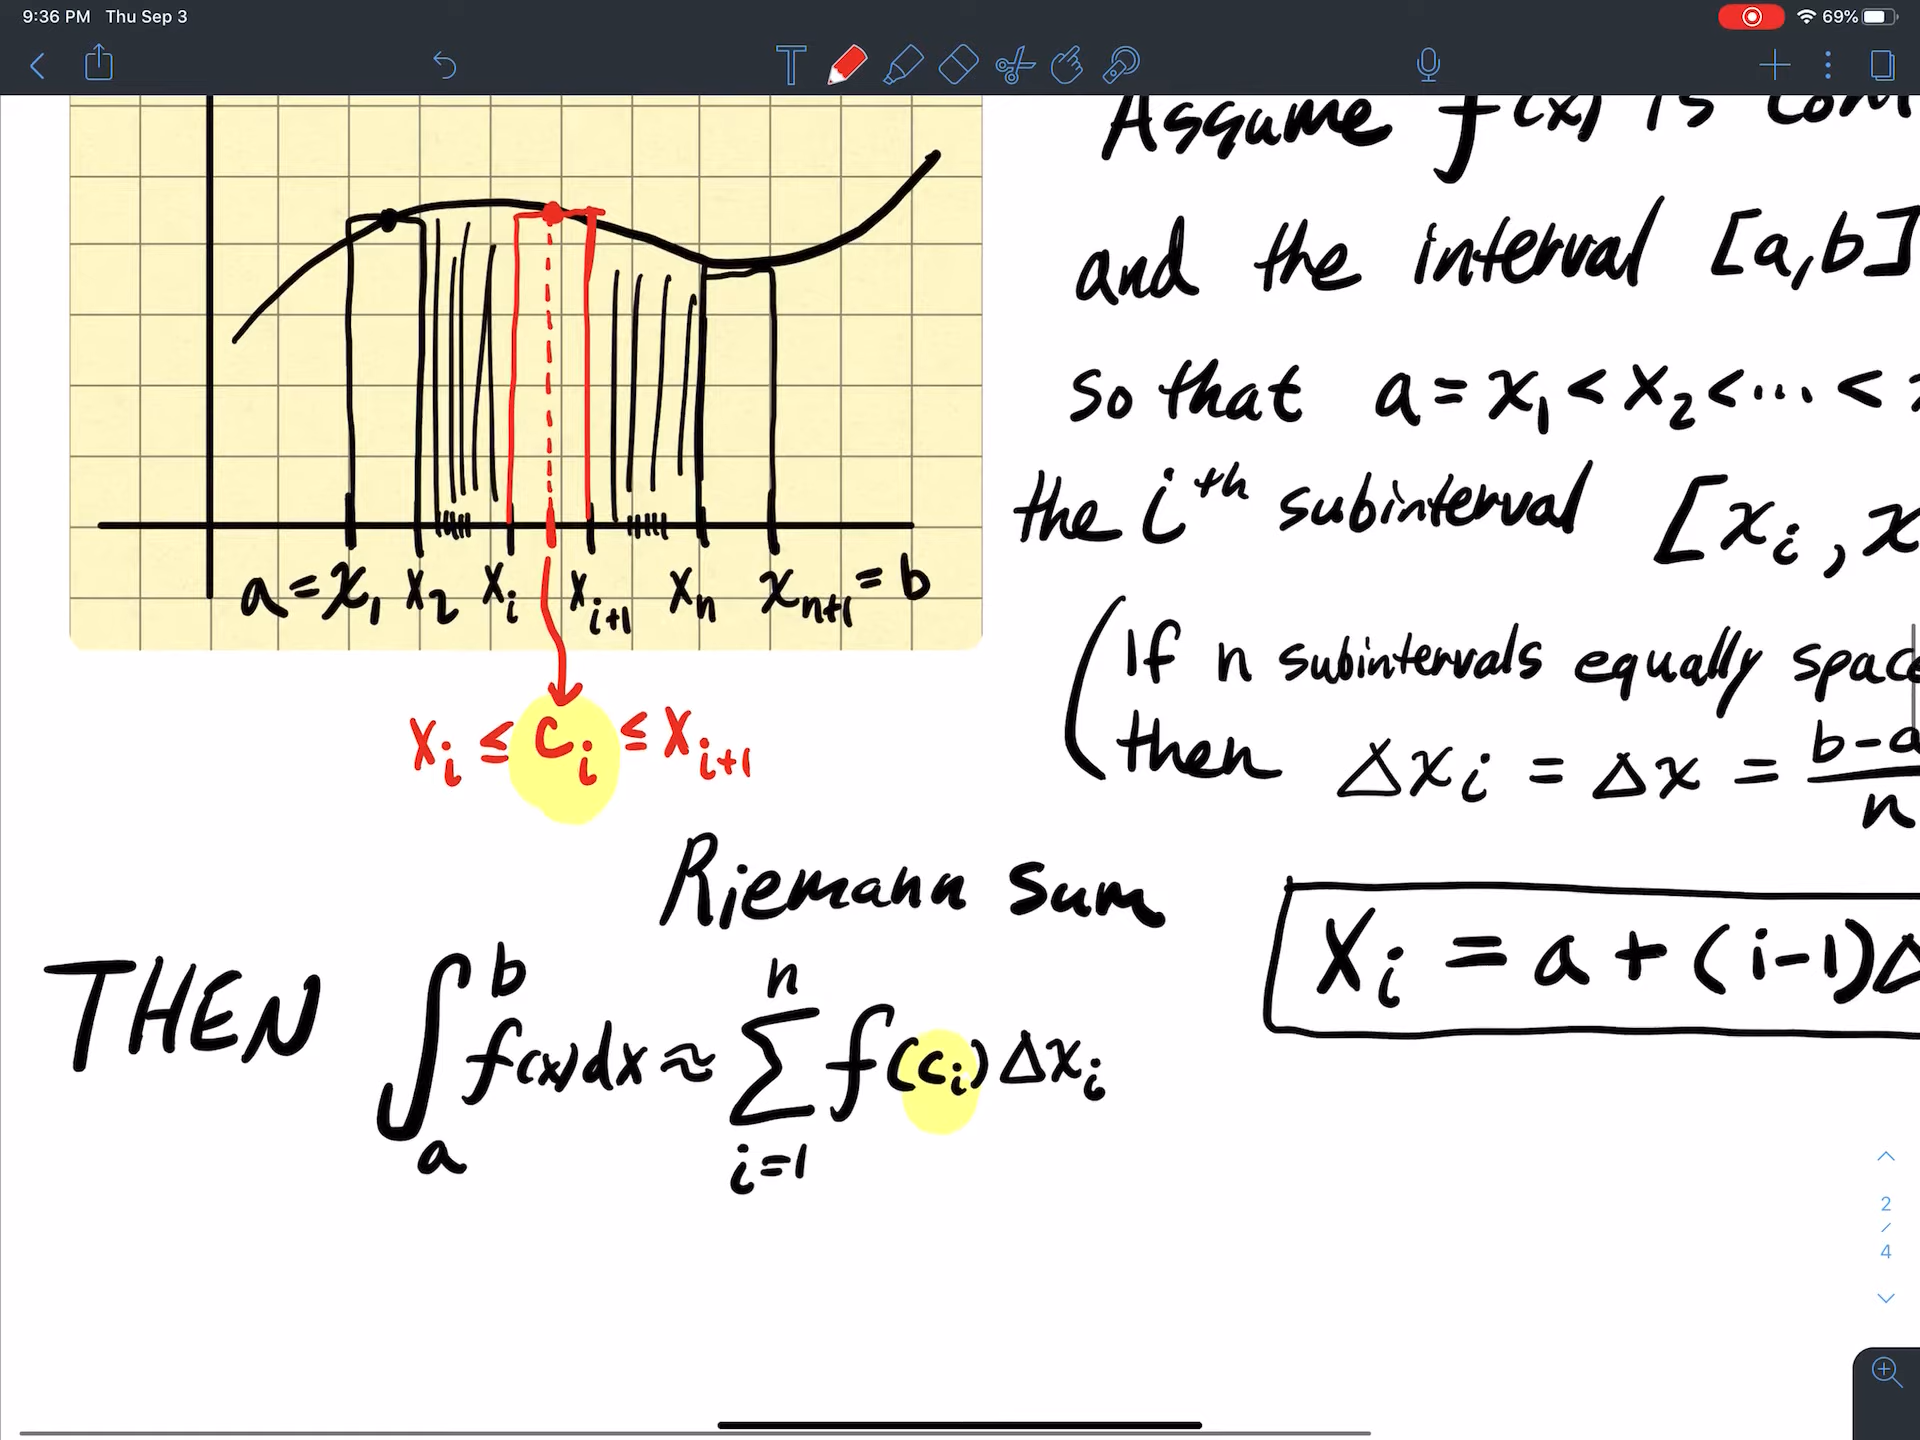 9:36 PM Thu Sep 3
69%
Assume f(x) is con
and the interval [a,b]
so that a = x₁ < x₂ < ... <
the iᵗʰ subinterval [xᵢ, x
a = x₁ x₂ xᵢ xᵢ₊₁ xₙ xₙ₊₁ = b
(If n subintervals equally space
then Δxᵢ = Δx = (b-a)/n
xᵢ ≤ cᵢ ≤ xᵢ₊₁
Riemann sum
xᵢ = a + (i-1)Δ
THEN ∫ₐᵇ f(x)dx ≈ ∑ᵢ₌₁ⁿ f(cᵢ) Δxᵢ
2
/
4